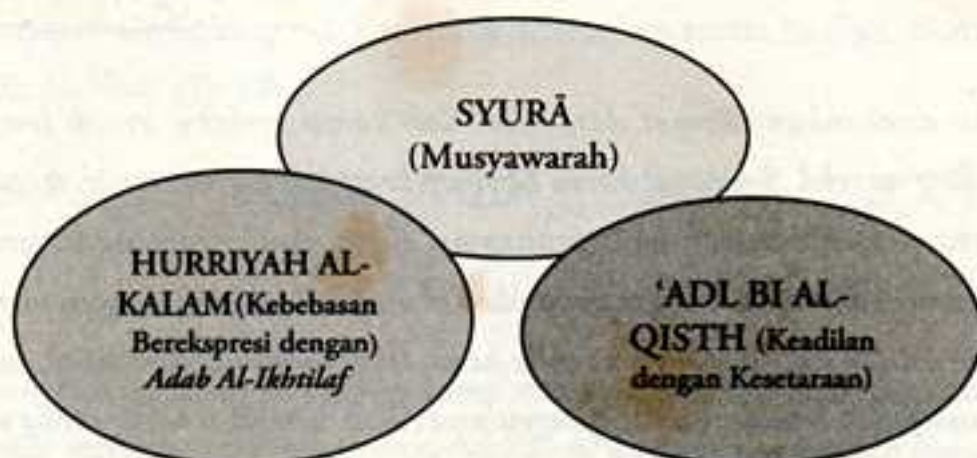 SYURĀ
(Musyawarah)
HURRIYAH AL-
KALAM(Kebebasan
Berekspresi dengan)
Adab Al-Ikhtilaf
‘ADL BI AL-
QISTH (Keadilan
dengan Kesetaraan)